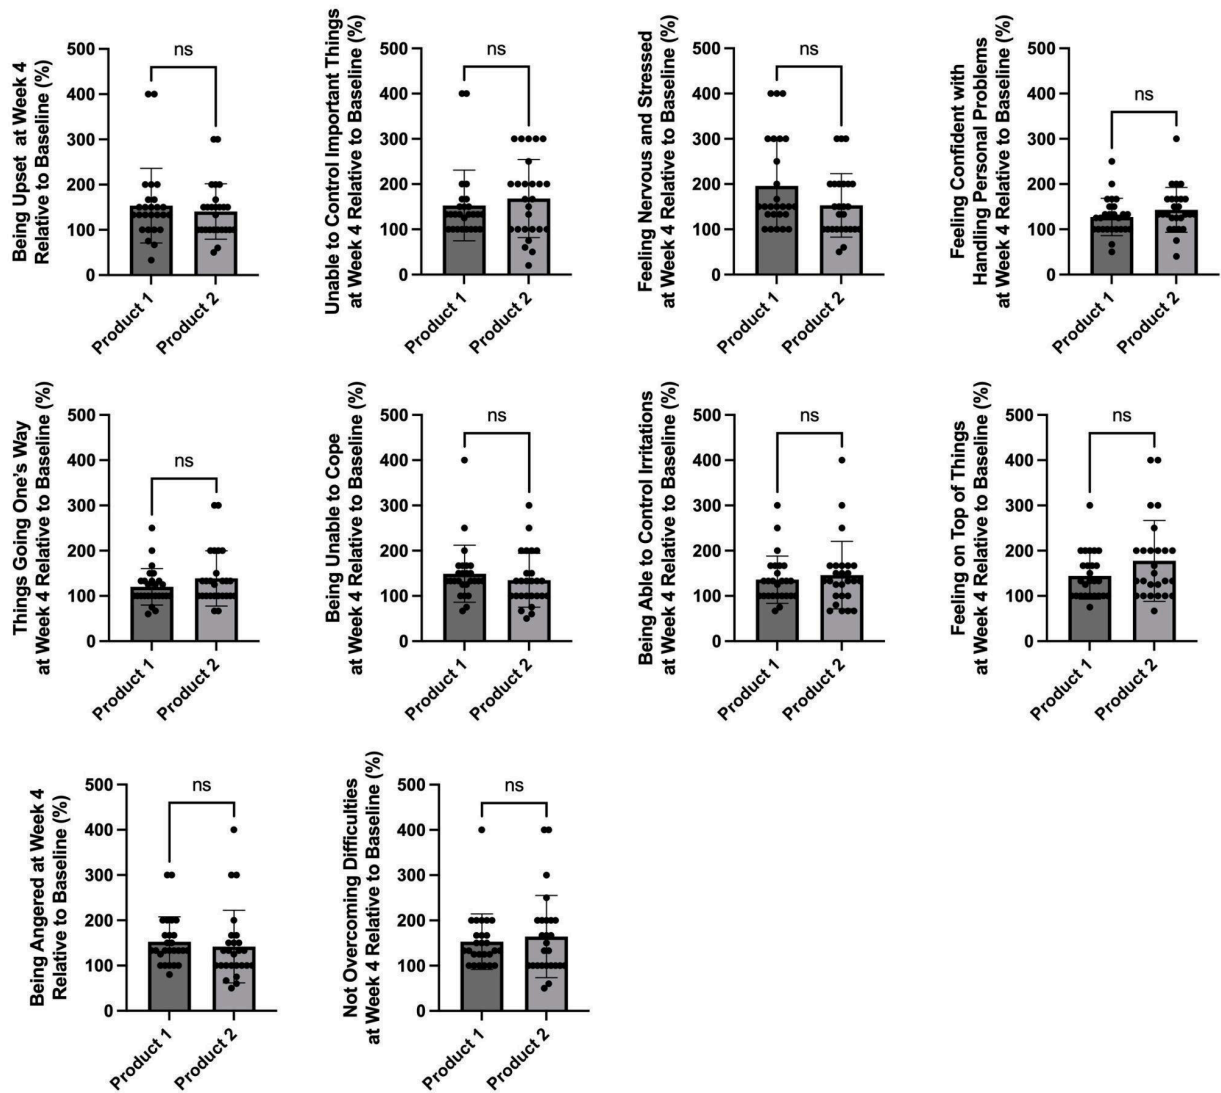 Being Upset at Week 4
Relative to Baseline (%)
500
400
300
200
100
0
ns
Product 1
Product 2
Unable to Control Important Things
at Week 4 Relative to Baseline (%)
500
400
300
200
100
0
ns
Product 1
Product 2
Feeling Nervous and Stressed
at Week 4 Relative to Baseline (%)
500
400
300
200
100
0
ns
Product 1
Product 2
Feeling Confident with
Handling Personal Problems
at Week 4 Relative to Baseline (%)
500
400
300
200
100
0
ns
Product 1
Product 2
Things Going One's Way
at Week 4 Relative to Baseline (%)
500
400
300
200
100
0
ns
Product 1
Product 2
Being Unable to Cope
at Week 4 Relative to Baseline (%)
500
400
300
200
100
0
ns
Product 1
Product 2
Being Able to Control Irritations
at Week 4 Relative to Baseline (%)
500
400
300
200
100
0
ns
Product 1
Product 2
Feeling on Top of Things
at Week 4 Relative to Baseline (%)
500
400
300
200
100
0
ns
Product 1
Product 2
Being Angered at Week 4
Relative to Baseline (%)
500
400
300
200
100
0
ns
Product 1
Product 2
Not Overcoming Difficulties
at Week 4 Relative to Baseline (%)
500
400
300
200
100
0
ns
Product 1
Product 2